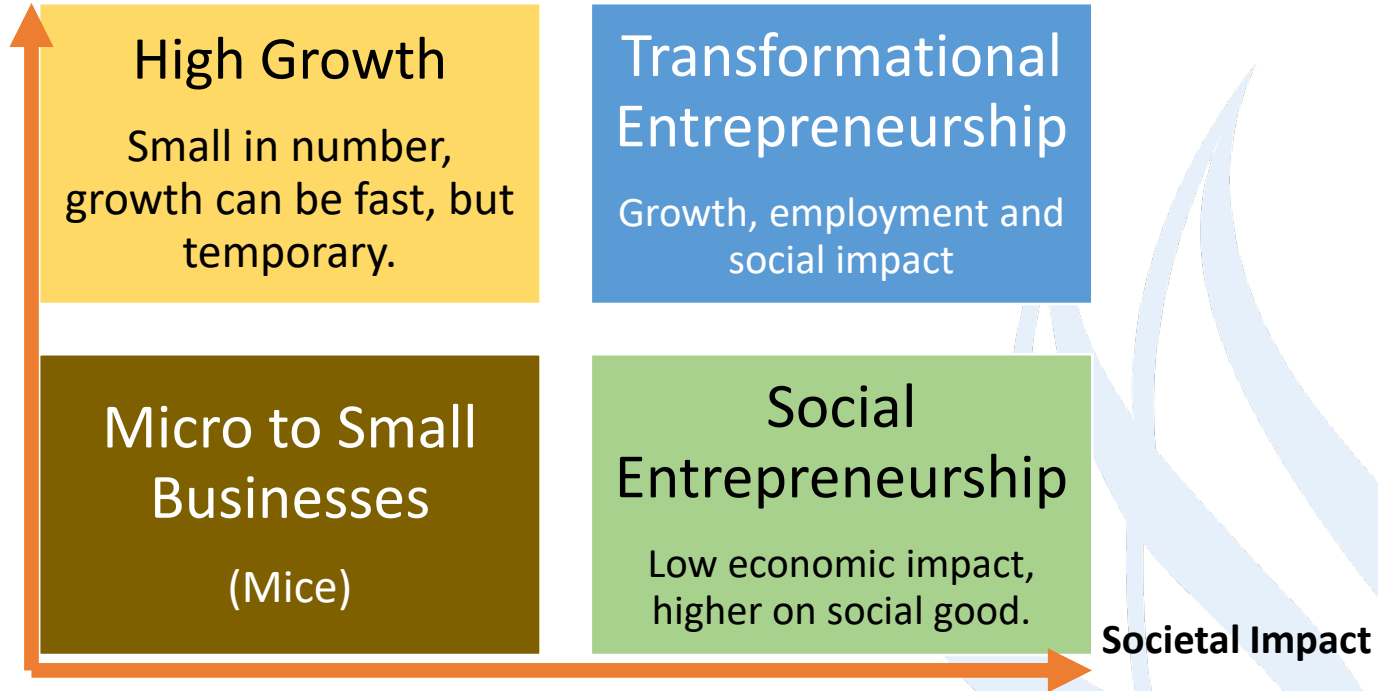 High Growth
Small in number,
growth can be fast, but
temporary.
Transformational
Entrepreneurship
Growth, employment and
social impact
Micro to Small
Businesses
(Mice)
Social
Entrepreneurship
Low economic impact,
higher on social good.
Societal Impact